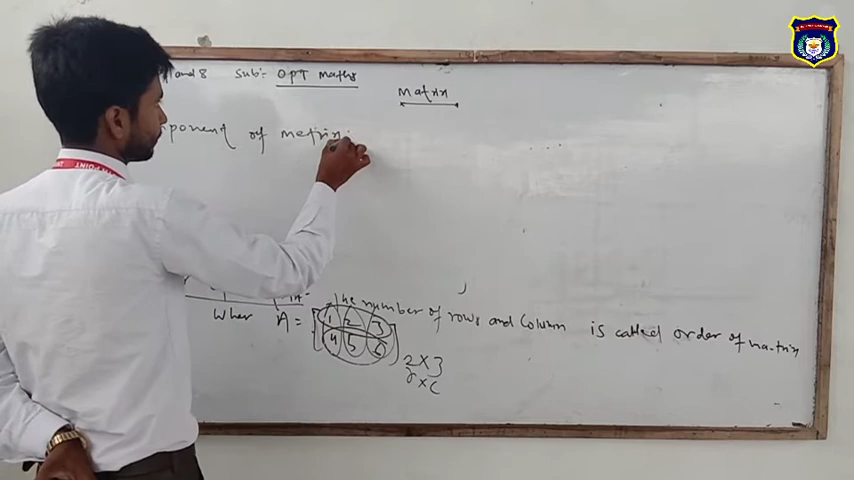 and 8 Sub:- OPT Maths
Matrix
ponent of metrix:
The number of rows and Column is called order of matrix
Wher A = 1 2 3
4 5 6
2 × 3
r × c